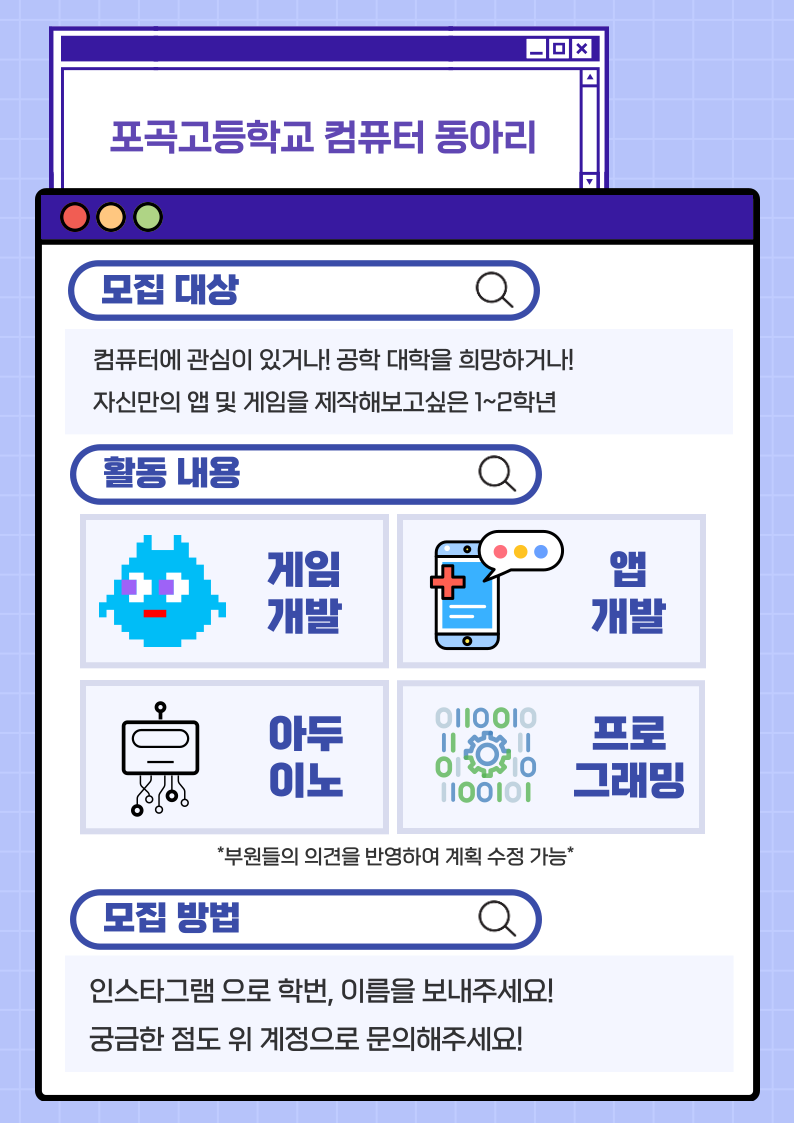 포곡고등학교 컴퓨터 동아리
모집 대상
컴퓨터에 관심이 있거나! 공학 대학을 희망하거나!
자신만의 앱 및 게임을 제작해보고싶은 1~2학년
활동 내용
게임
개발
앱
개발
아두
이노
0110010
프로
그래밍
1100101
*부원들의 의견을 반영하여 계획 수정 가능*
모집 방법
인스타그램 으로 학번, 이름을 보내주세요!
궁금한 점도 위 계정으로 문의해주세요!